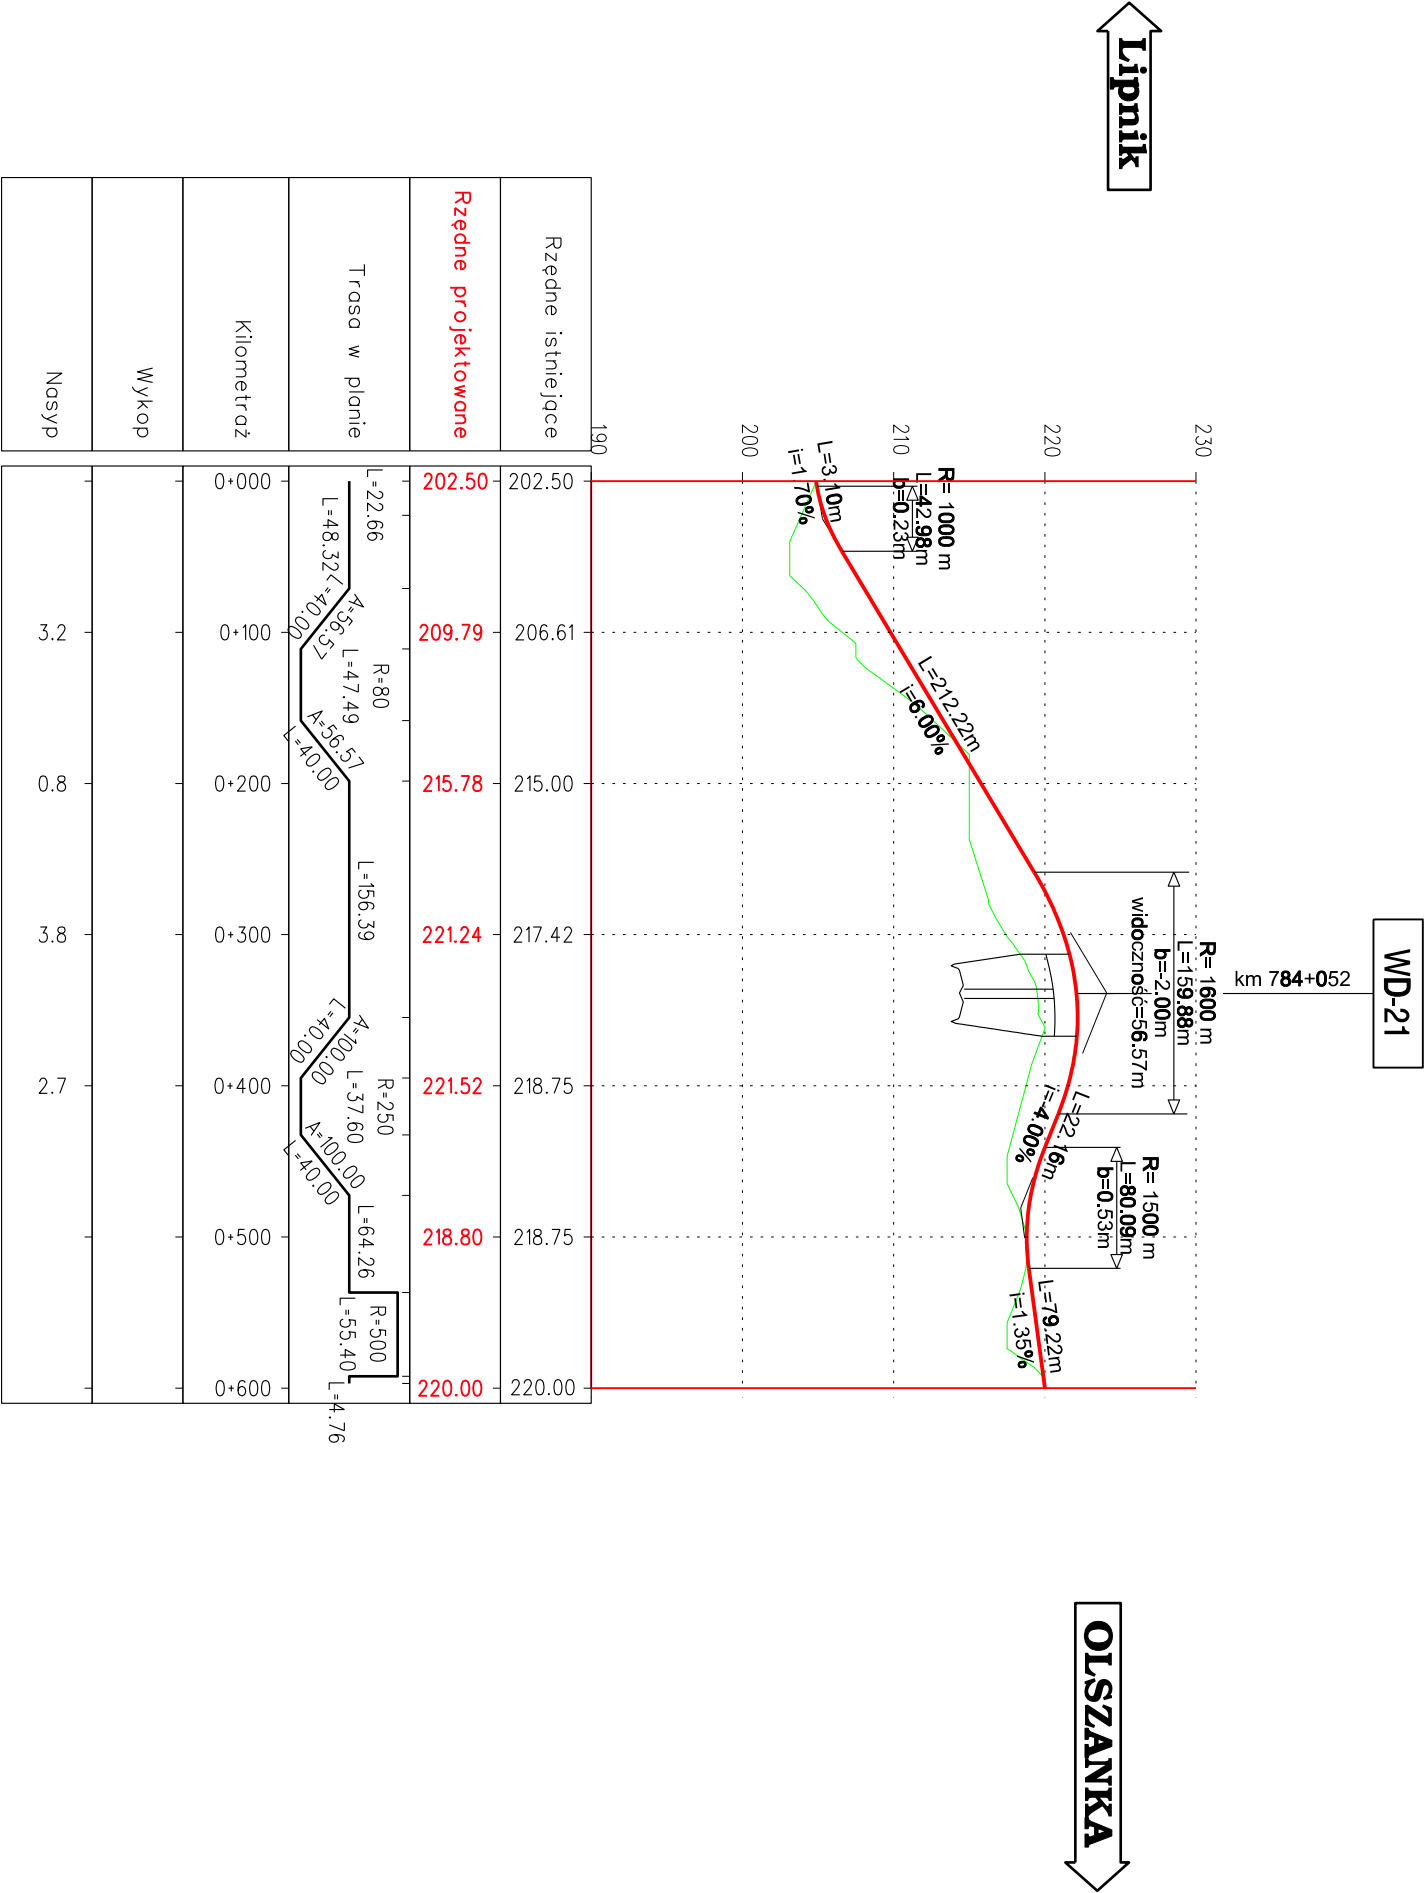 Lipnik
WD-21
km 784+052
R= 1600 m
L=159.88m
b=-2.00m
widoczność=56.57m
R= 1000 m
L=42.98m
b=0.23m
R= 1500 m
L=80.09m
b=0.53m
L=3.10m
i=1.70%
L=212.22m
i=6.00%
L=22.16m
i=-4.00%
L=79.22m
i=1.35%
230
220
210
200
190
Rzędne istniejące
202.50
206.61
215.00
217.42
218.75
218.75
220.00
Rzędne projektowane
202.50
209.79
215.78
221.24
221.52
218.80
220.00
Trasa w planie
L=22.66
L=48.32
A=56.57
L=40.00
R=80
L=47.49
A=56.57
L=40.00
L=156.39
A=100.00
L=40.00
R=250
L=37.60
A=100.00
L=40.00
L=64.26
R=500
L=55.40
L=4.76
Kilometraż
0+000
0+100
0+200
0+300
0+400
0+500
0+600
Wykop
Nasyp
3.2
0.8
3.8
2.7
OLSZANKA